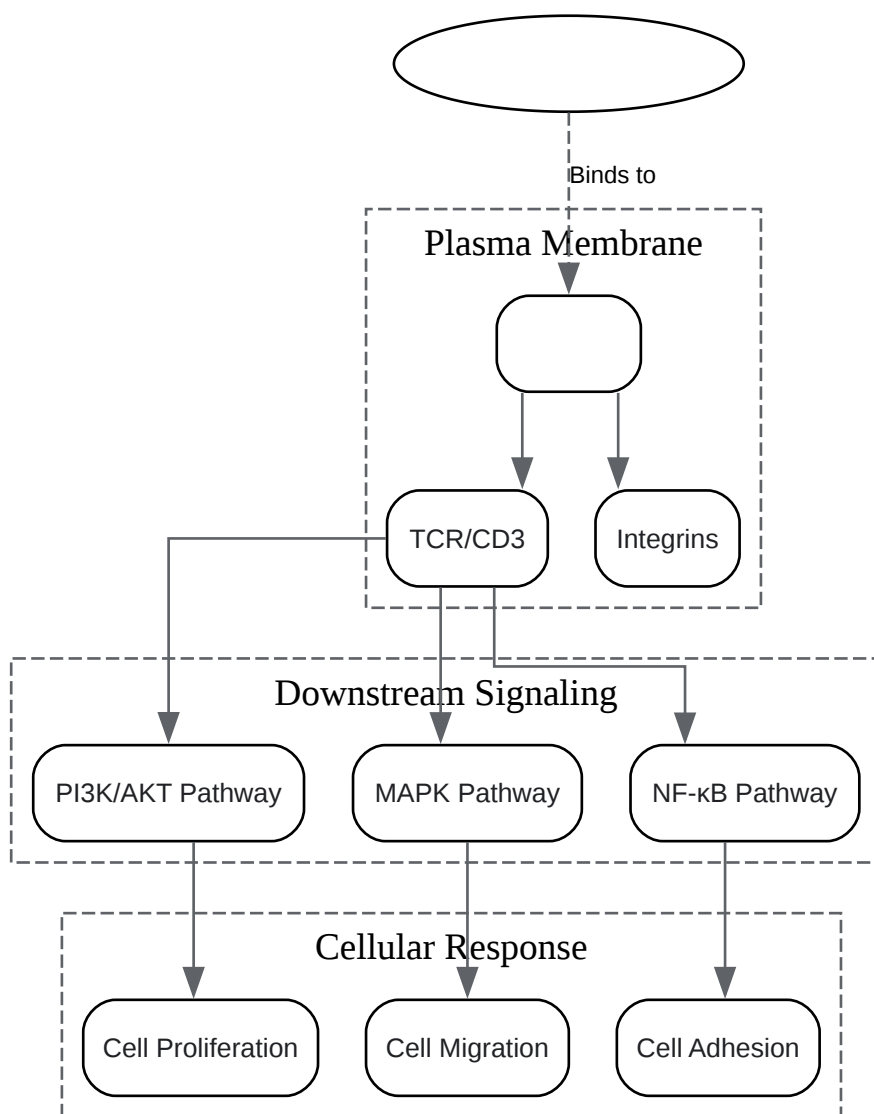 Binds to
Plasma Membrane
TCR/CD3
Integrins
Downstream Signaling
PI3K/AKT Pathway
MAPK Pathway
NF-κB Pathway
Cellular Response
Cell Proliferation
Cell Migration
Cell Adhesion